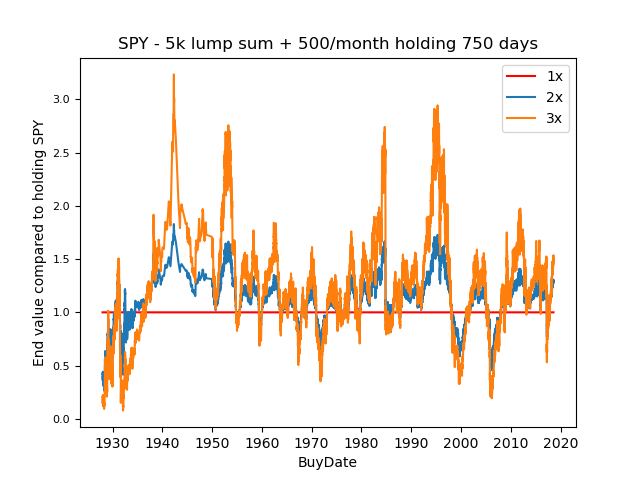 SPY - 5k lump sum + 500/month holding 750 days
1x
2x
3x
End value compared to holding SPY
3.0
2.5
2.0
1.5
1.0
0.5
0.0
1930 1940 1950 1960 1970 1980 1990 2000 2010 2020
BuyDate